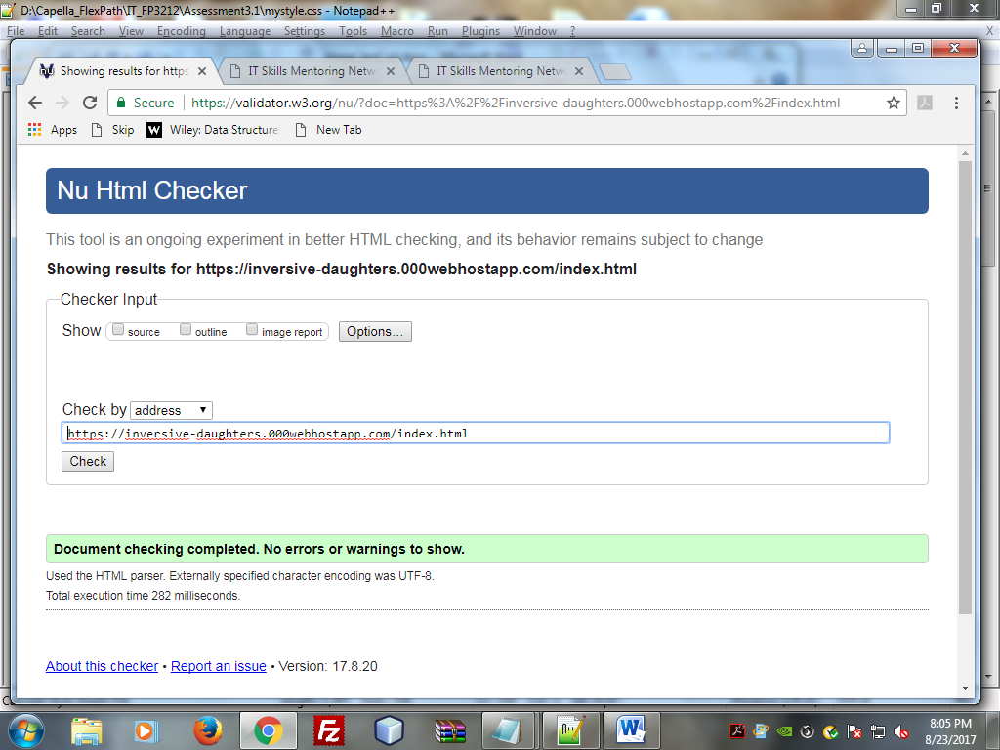 D:\Capella_FlexPath\IT_FP3212\Assessment3.1\mystyle.css - Notepad++
File Edit Search View Encoding Language Settings Tools Macro Run Plugins Window ? X
Showing results for https IT Skills Mentoring Netw IT Skills Mentoring Netw
Secure https://validator.w3.org/nu/?doc=https%3A%2F%2Finversive-daughters.000webhostapp.com%2Findex.html
Apps Skip W Wiley: Data Structure New Tab
Nu Html Checker
This tool is an ongoing experiment in better HTML checking, and its behavior remains subject to change
Showing results for https://inversive-daughters.000webhostapp.com/index.html
Checker Input
Show source outline image report Options...
Check by address
https://inversive-daughters.000webhostapp.com/index.html
Check
Document checking completed. No errors or warnings to show.
Used the HTML parser. Externally specified character encoding was UTF-8.
Total execution time 282 milliseconds.
About this checker • Report an issue • Version: 17.8.20
8:05 PM
8/23/2017